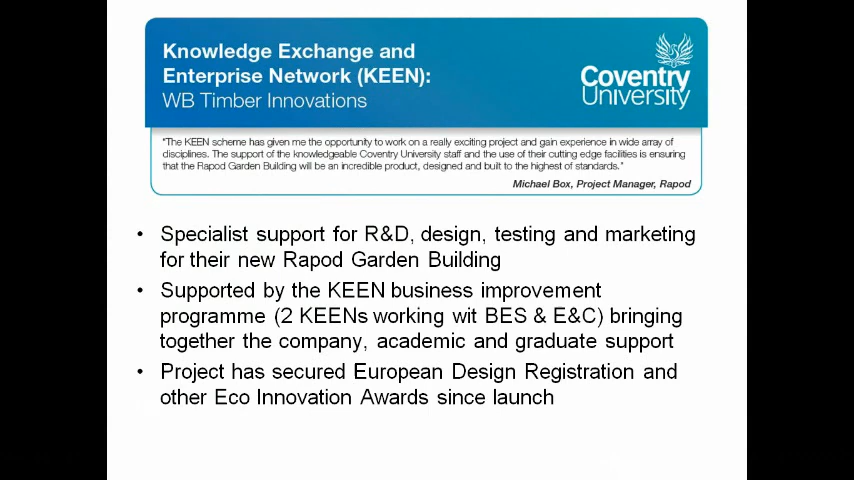 Knowledge Exchange and
Enterprise Network (KEEN):
WB Timber Innovations
Coventry
University
"The KEEN scheme has given me the opportunity to work on a really exciting project and gain experience in wide array of
disciplines. The support of the knowledgeable Coventry University staff and the use of their cutting edge facilities is ensuring
that the Rapod Garden Building will be an incredible product, designed and built to the highest of standards."
Michael Box, Project Manager, Rapod
• Specialist support for R&D, design, testing and marketing
for their new Rapod Garden Building
• Supported by the KEEN business improvement
programme (2 KEENs working wit BES & E&C) bringing
together the company, academic and graduate support
• Project has secured European Design Registration and
other Eco Innovation Awards since launch